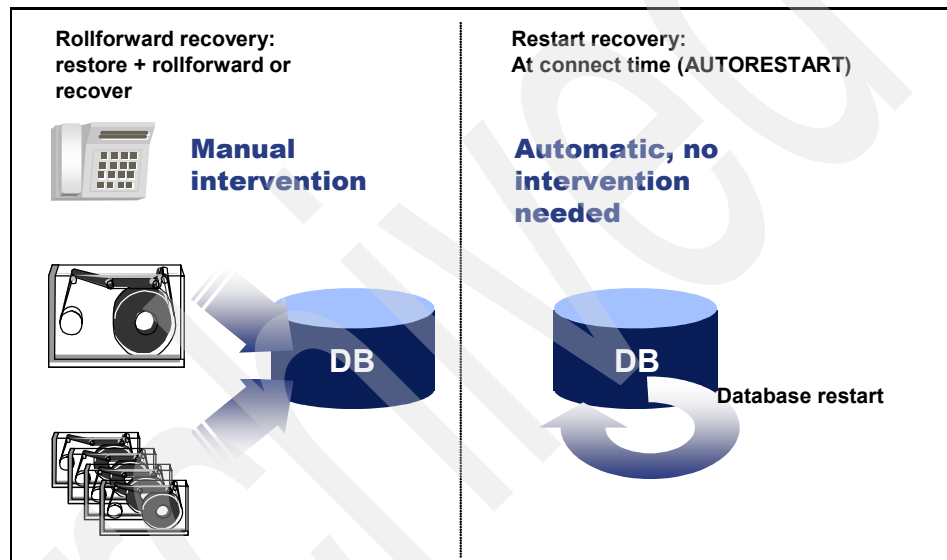 Rollforward recovery:
restore + rollforward or
recover
Manual
intervention
DB
Restart recovery:
At connect time (AUTORESTART)
Automatic, no
intervention
needed
DB
Database restart